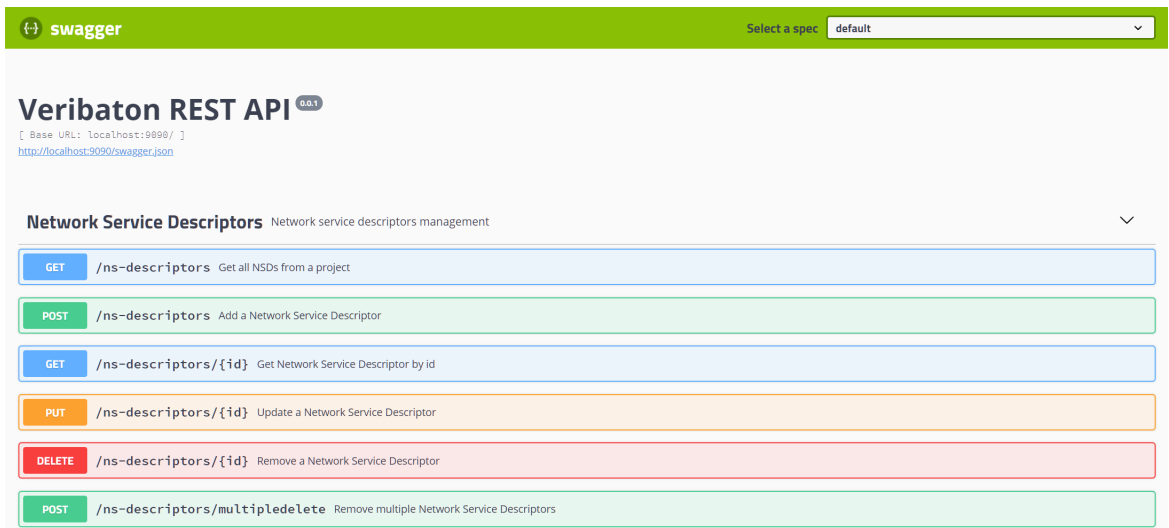 swagger Select a spec default
Veribaton REST API 0.0.1
[ Base URL: localhost:9090/ ]
http://localhost:9090/swagger.json
Network Service Descriptors Network service descriptors management
GET /ns-descriptors Get all NSDs from a project
POST /ns-descriptors Add a Network Service Descriptor
GET /ns-descriptors/{id} Get Network Service Descriptor by id
PUT /ns-descriptors/{id} Update a Network Service Descriptor
DELETE /ns-descriptors/{id} Remove a Network Service Descriptor
POST /ns-descriptors/multipledelete Remove multiple Network Service Descriptors